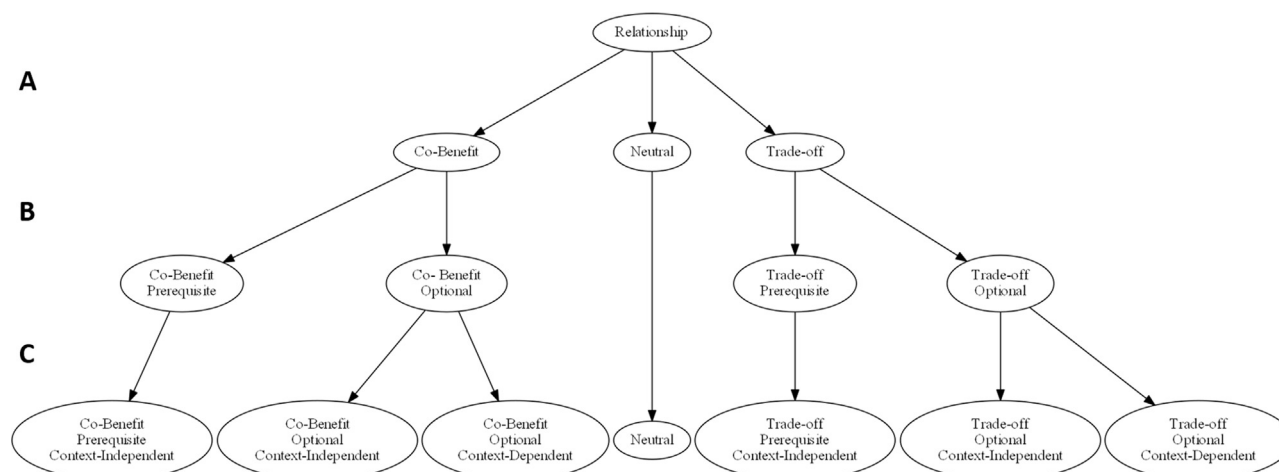 Relationship
A
Co-Benefit
Neutral
Trade-off
B
Co-Benefit
Prerequisite
Co- Benefit
Optional
Trade-off
Prerequisite
Trade-off
Optional
C
Co-Benefit
Prerequisite
Context-Independent
Co-Benefit
Optional
Context-Independent
Co-Benefit
Optional
Context-Dependent
Neutral
Trade-off
Prerequisite
Context-Independent
Trade-off
Optional
Context-Independent
Trade-off
Optional
Context-Dependent